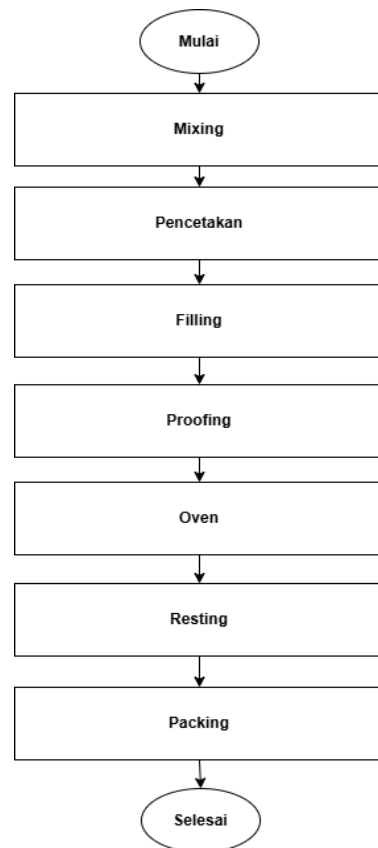 Mulai
Mixing
Pencetakan
Filling
Proofing
Oven
Resting
Packing
Selesai